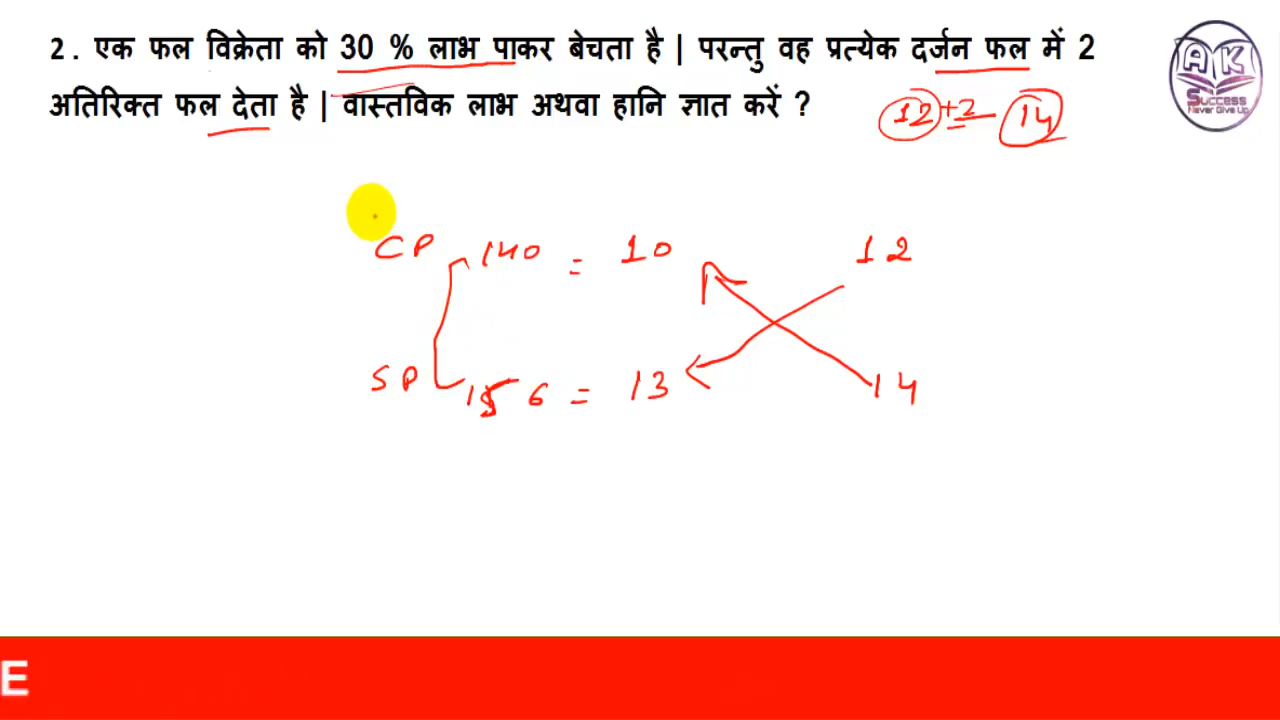 2. एक फल विक्रेता को 30 % लाभ पाकर बेचता है | परन्तु वह प्रत्येक दर्जन फल में 2
अतिरिक्त फल देता है | वास्तविक लाभ अथवा हानि ज्ञात करें ?
12 + 2 = 14
AK
Success
Never Give Up
CP 140 = 10 12
SP 156 = 13 14
E